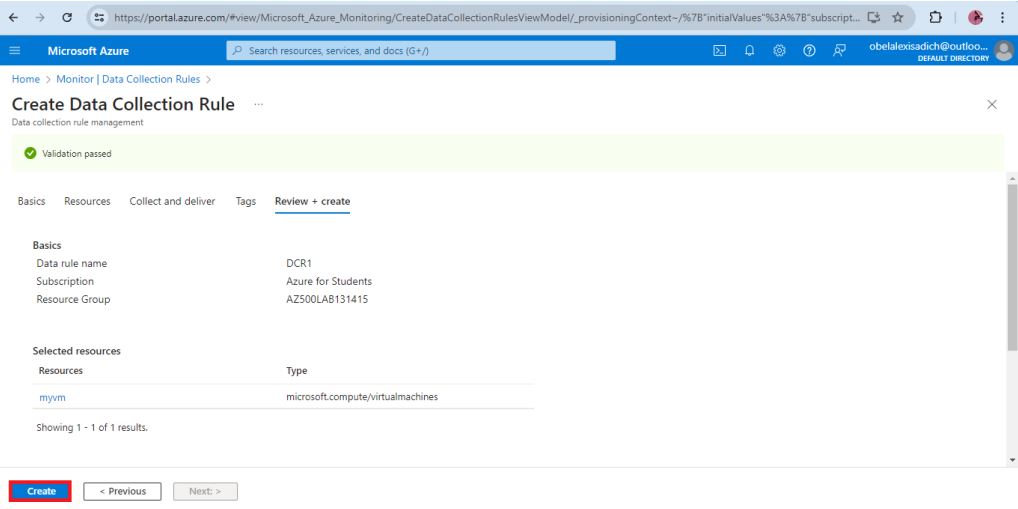 https://portal.azure.com/#view/Microsoft_Azure_Monitoring/CreateDataCollectionRulesViewModel/_provisioningContext~/%7B"initialValues"%3A%7B"subscript...
Microsoft Azure
Search resources, services, and docs (G+/)
obelalexisadich@outloo...
DEFAULT DIRECTORY
Home > Monitor | Data Collection Rules >
Create Data Collection Rule ...
Data collection rule management
Validation passed
Basics Resources Collect and deliver Tags Review + create
Basics
Data rule name DCR1
Subscription Azure for Students
Resource Group AZ500LAB131415
Selected resources
Resources Type
myvm microsoft.compute/virtualmachines
Showing 1 - 1 of 1 results.
Create < Previous Next: >